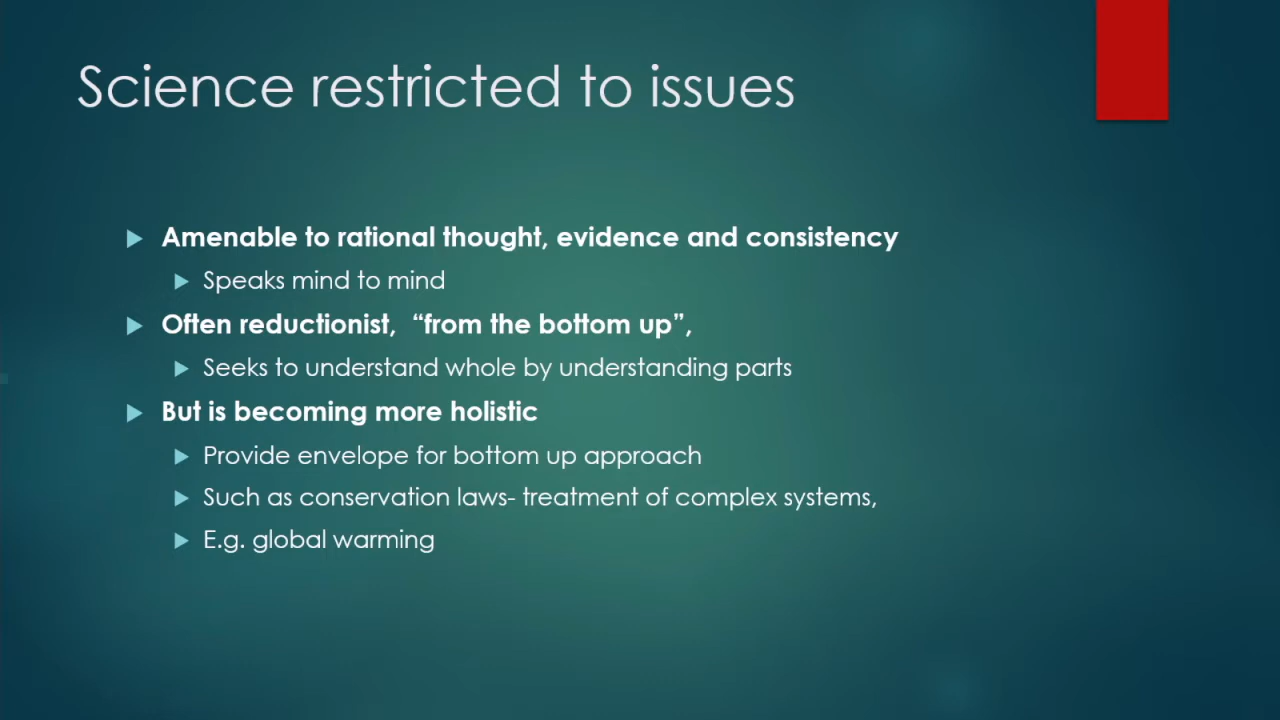 Science restricted to issues
Amenable to rational thought, evidence and consistency
Speaks mind to mind
Often reductionist, “from the bottom up”,
Seeks to understand whole by understanding parts
But is becoming more holistic
Provide envelope for bottom up approach
Such as conservation laws- treatment of complex systems,
E.g. global warming